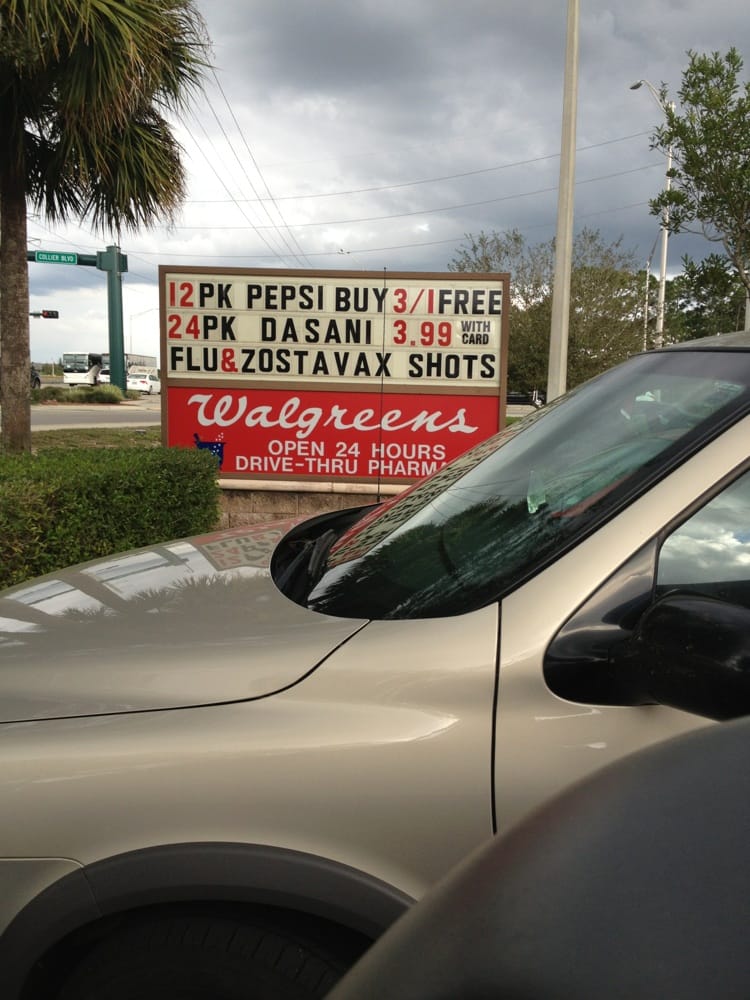 COLLIER BLVD
12PK PEPSI BUY 3/1 FREE
24PK DASANI 3.99 WITH CARD
FLU & ZOSTAVAX SHOTS
Walgreens
OPEN 24 HOURS
DRIVE-THRU PHARMA